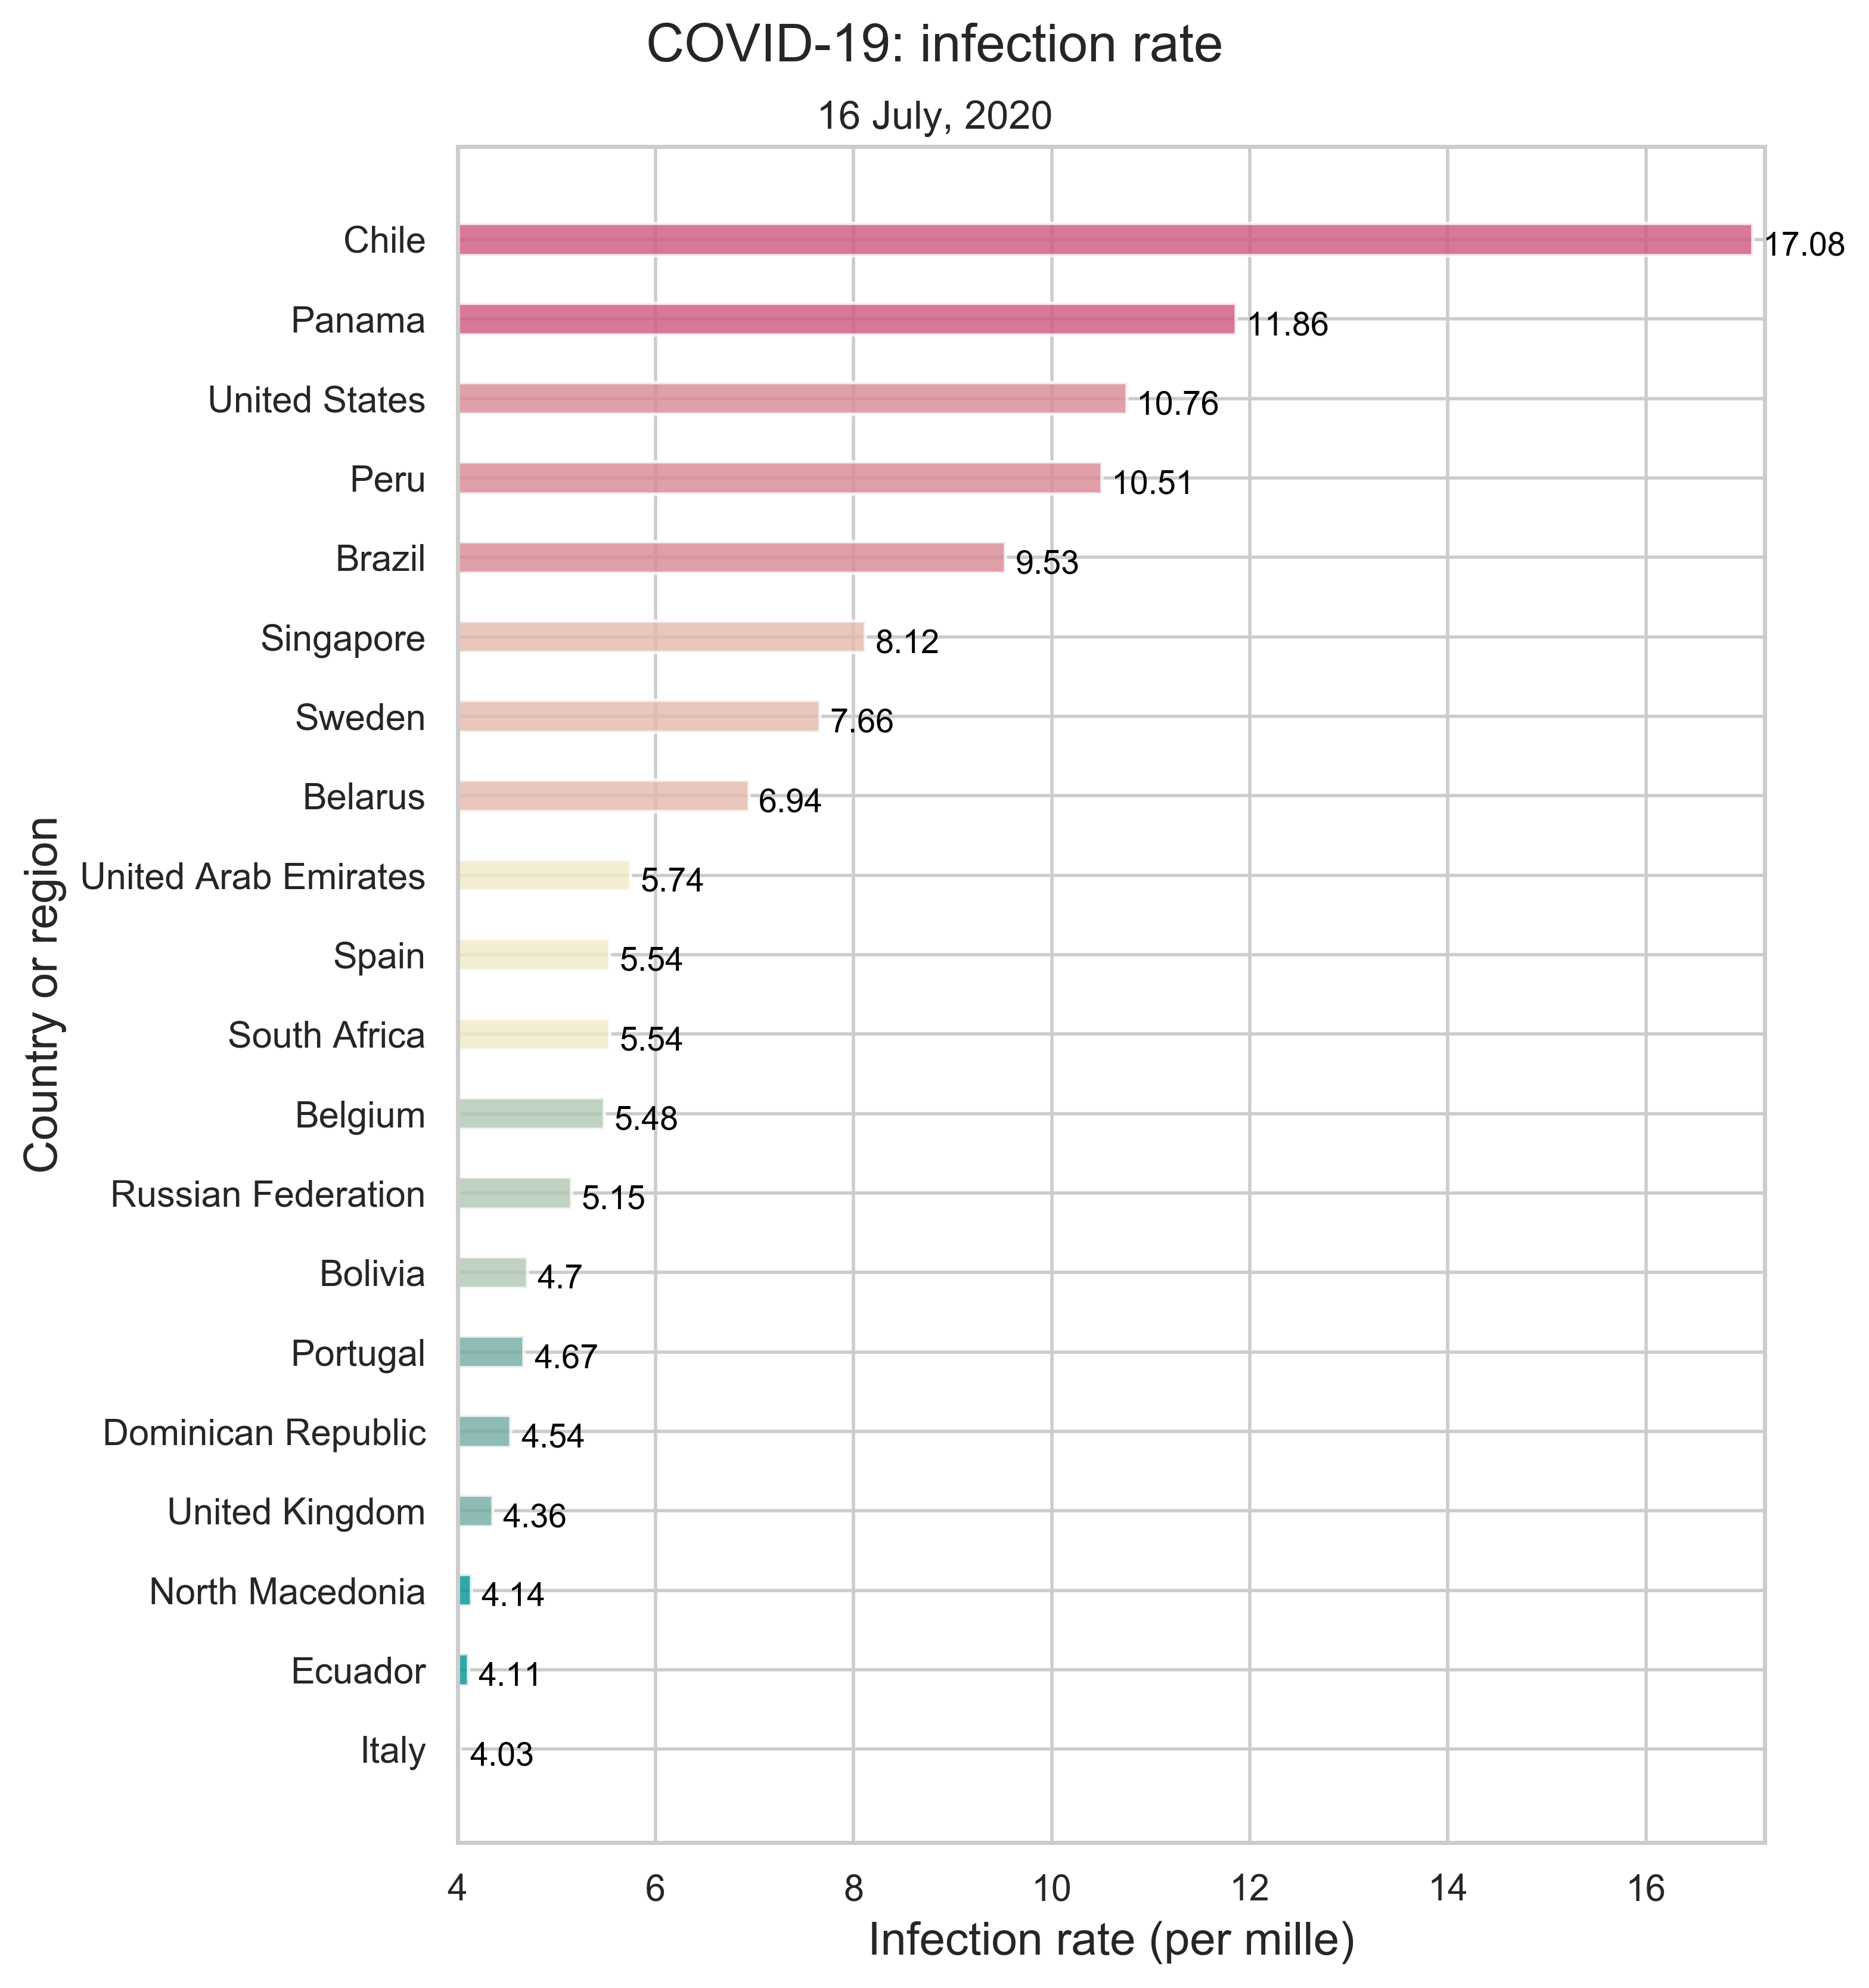 COVID-19: infection rate
16 July, 2020
Chile 17.08
Panama 11.86
United States 10.76
Peru 10.51
Brazil 9.53
Singapore 8.12
Sweden 7.66
Belarus 6.94
United Arab Emirates 5.74
Spain 5.54
South Africa 5.54
Belgium 5.48
Russian Federation 5.15
Bolivia 4.7
Portugal 4.67
Dominican Republic 4.54
United Kingdom 4.36
North Macedonia 4.14
Ecuador 4.11
Italy 4.03
Country or region
4 6 8 10 12 14 16
Infection rate (per mille)